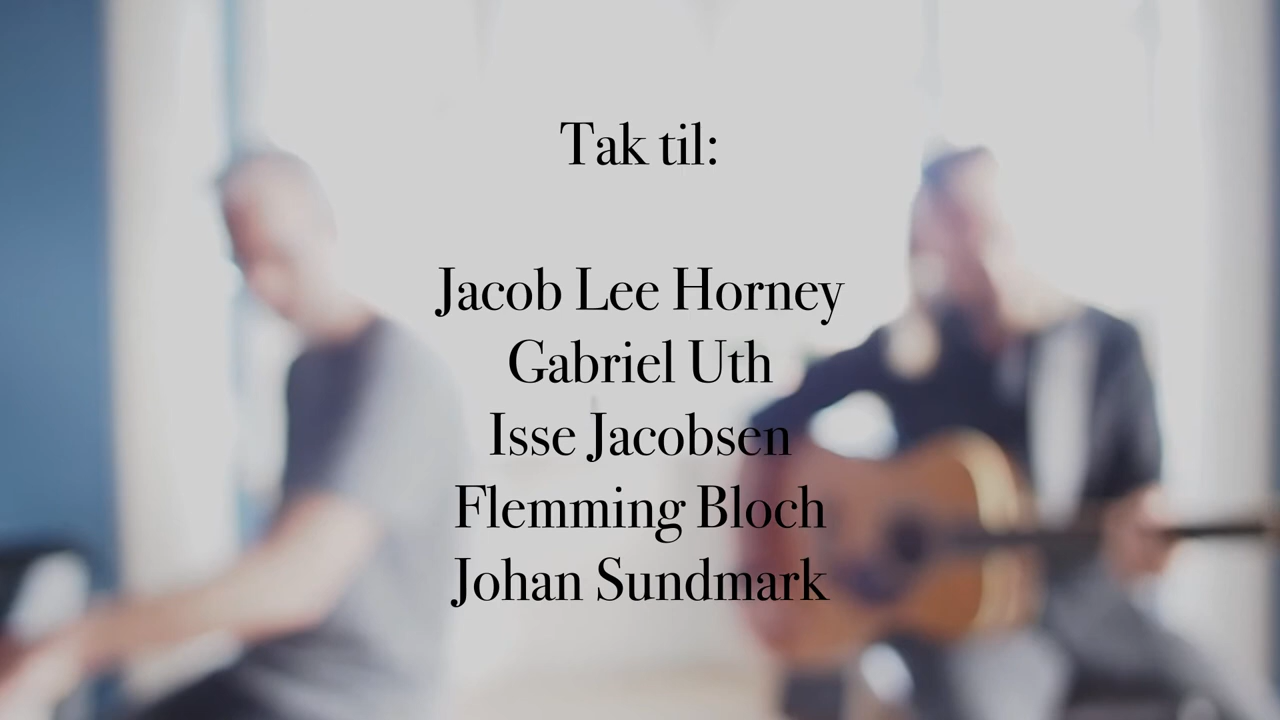 Tak til:
Jacob Lee Horney
Gabriel Uth
Isse Jacobsen
Flemming Bloch
Johan Sundmark